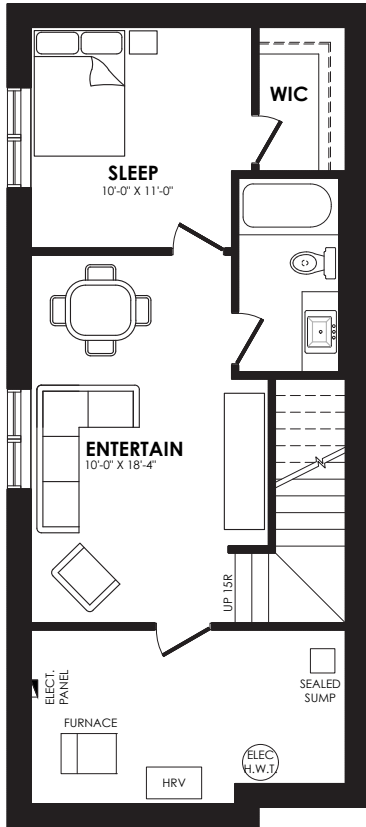 WIC
SLEEP
10'-0" X 11'-0"
ENTERTAIN
10'-0" X 18'-4"
UP 15R
ELECT.
PANEL
SEALED
SUMP
FURNACE
ELEC
H.W.T.
HRV